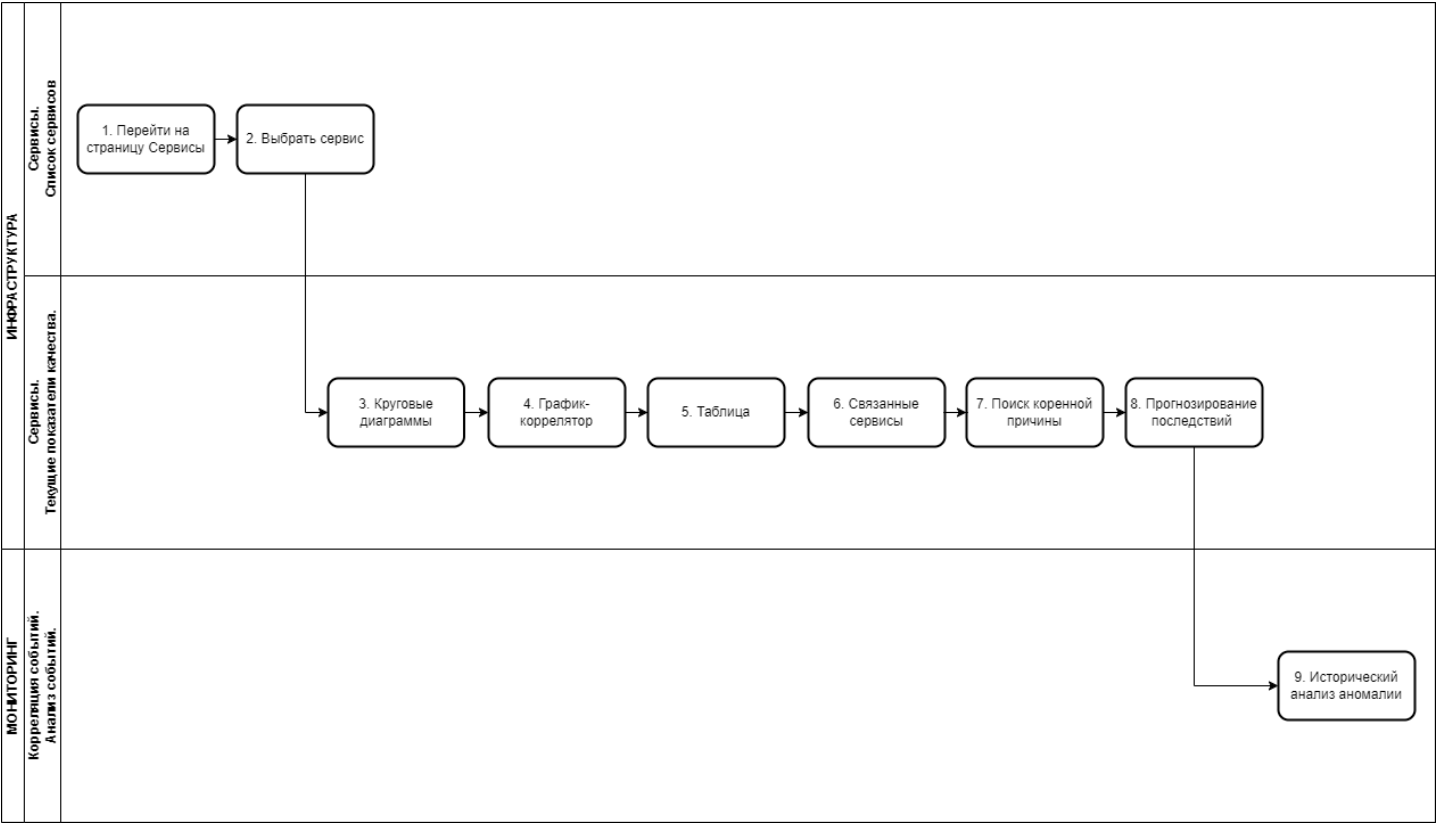 ИНФРАСТРУКТУРА
Сервисы.
Список сервисов
1. Перейти на
страницу Сервисы
2. Выбрать сервис
Сервисы.
Текущие показатели качества.
3. Круговые
диаграммы
4. График-
коррелятор
5. Таблица
6. Связанные
сервисы
7. Поиск коренной
причины
8. Прогнозирование
последствий
МОНИТОРИНГ
Корреляция событий.
Анализ событий.
9. Исторический
анализ аномалии